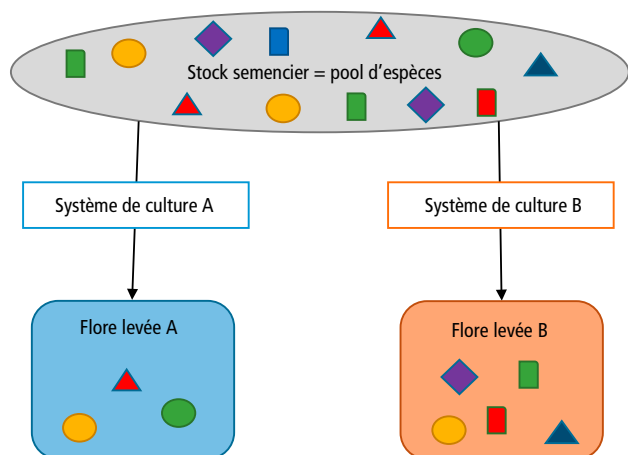 Stock semencier = pool d'espèces
Système de culture A
Système de culture B
Flore levée A
Flore levée B